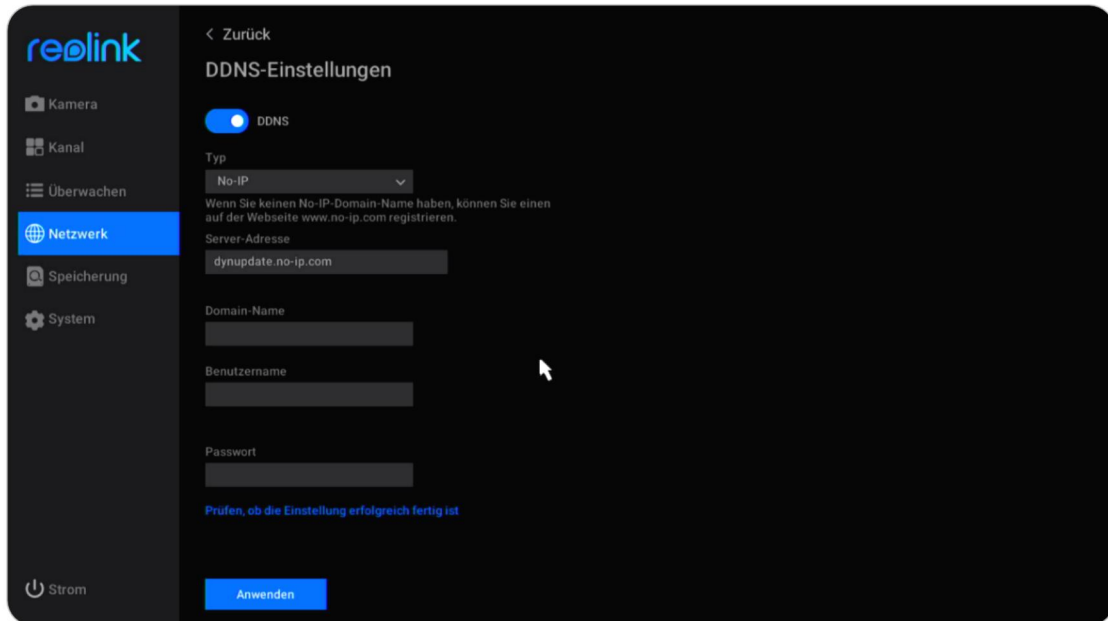 reolink
Kamera
Kanal
Überwachen
Netzwerk
Speicherung
System
Strom
< Zurück
DDNS-Einstellungen
DDNS
Typ
No-IP
Wenn Sie keinen No-IP-Domain-Name haben, können Sie einen
auf der Webseite www.no-ip.com registrieren.
Server-Adresse
dynupdate.no-ip.com
Domain-Name
Benutzername
Passwort
Prüfen, ob die Einstellung erfolgreich fertig ist
Anwenden